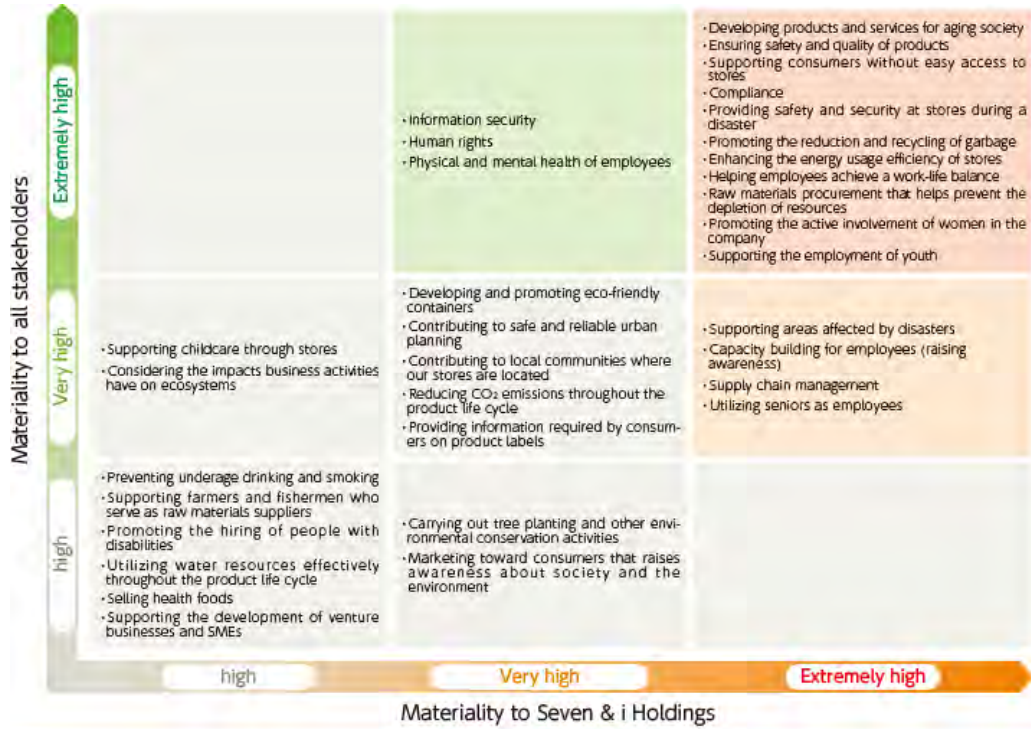 Materiality to all stakeholders
Extremely high
Very high
high
· Information security
· Human rights
· Physical and mental health of employees
· Developing products and services for aging society
· Ensuring safety and quality of products
· Supporting consumers without easy access to
stores
· Compliance
· Providing safety and security at stores during a
disaster
· Promoting the reduction and recycling of garbage
· Enhancing the energy usage efficiency of stores
· Helping employees achieve a work-life balance
· Raw materials procurement that helps prevent the
depletion of resources
· Promoting the active involvement of women in the
company
· Supporting the employment of youth
· Supporting childcare through stores
· Considering the impacts business activities
have on ecosystems
· Developing and promoting eco-friendly
containers
· Contributing to safe and reliable urban
planning
· Contributing to local communities where
our stores are located
· Reducing CO₂ emissions throughout the
product life cycle
· Providing information required by consum-
ers on product labels
· Supporting areas affected by disasters
· Capacity building for employees (raising
awareness)
· Supply chain management
· Utilizing seniors as employees
· Preventing underage drinking and smoking
· Supporting farmers and fishermen who
serve as raw materials suppliers
· Promoting the hiring of people with
disabilities
· Utilizing water resources effectively
throughout the product life cycle
· Selling health foods
· Supporting the development of venture
businesses and SMEs
· Carrying out tree planting and other envi-
ronmental conservation activities
· Marketing toward consumers that raises
awareness about society and the
environment
high
Very high
Extremely high
Materiality to Seven & i Holdings